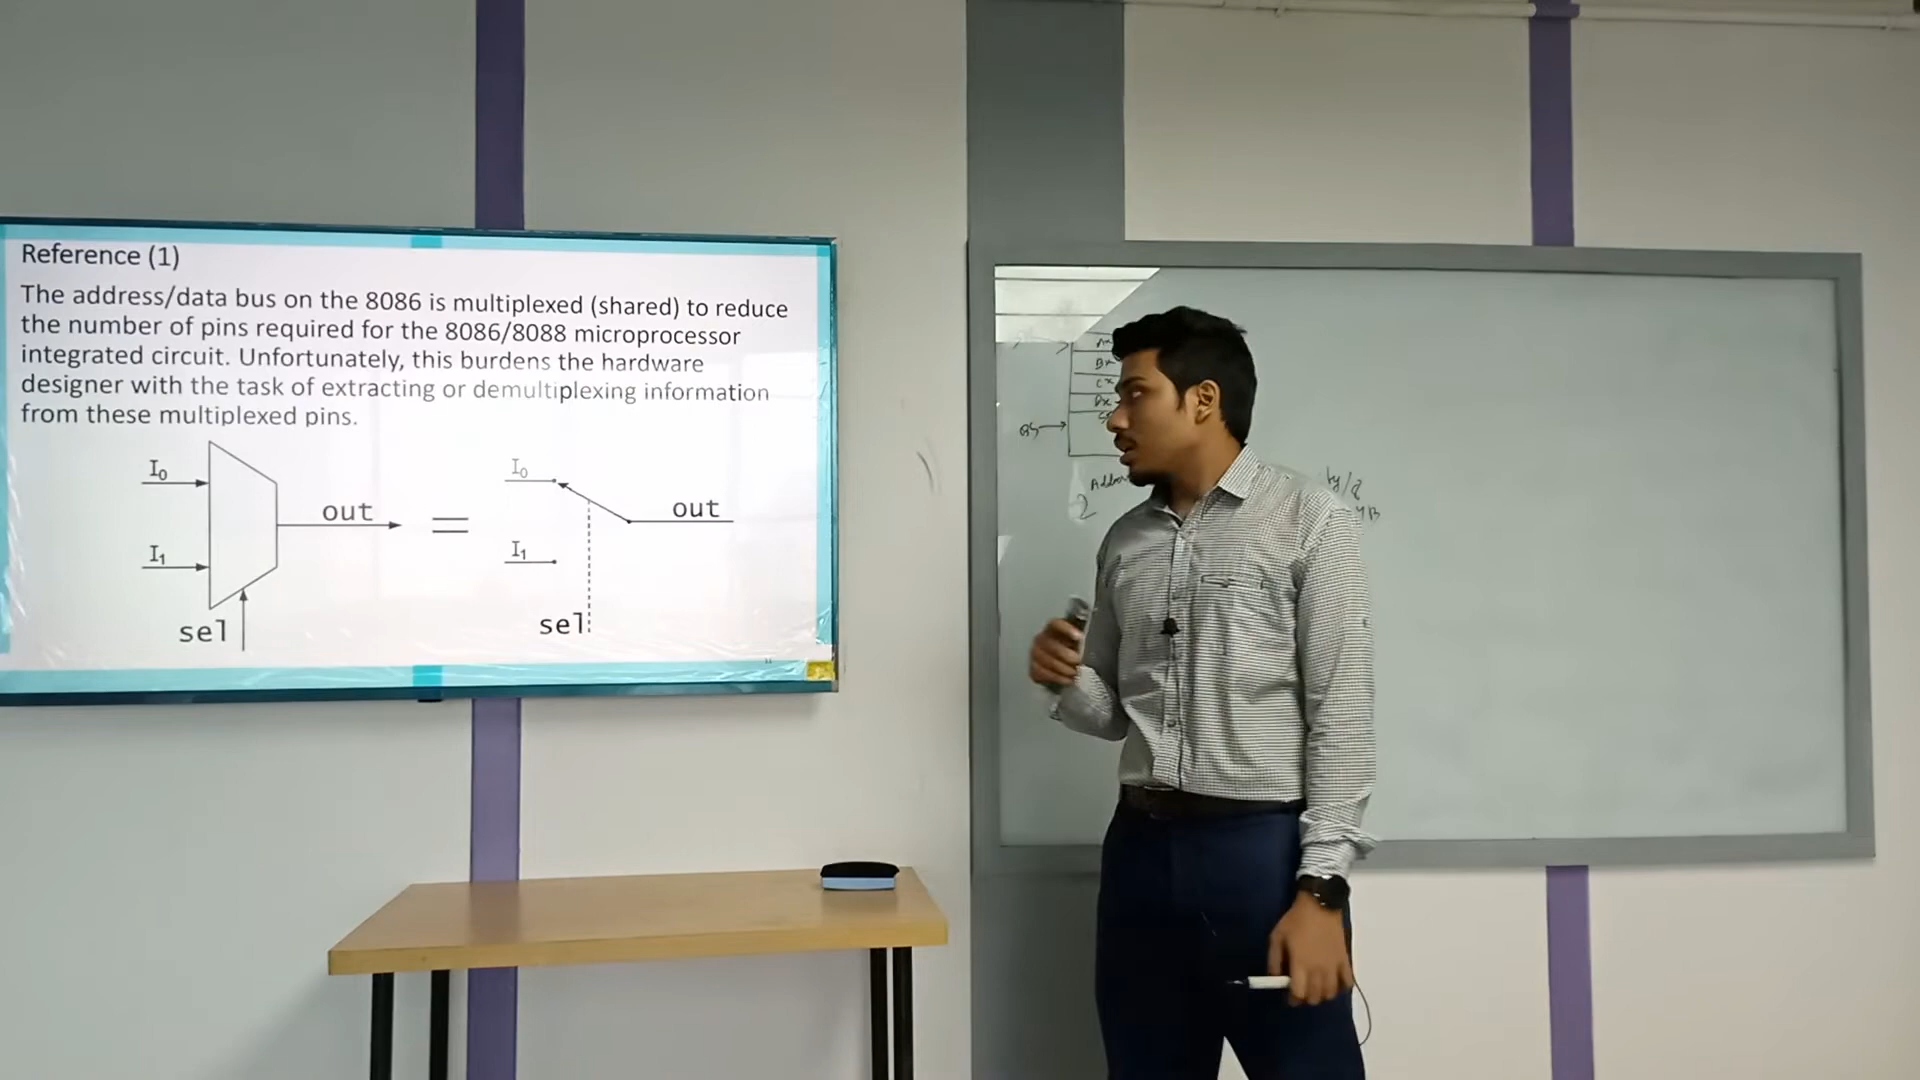 Reference (1)
The address/data bus on the 8086 is multiplexed (shared) to reduce
the number of pins required for the 8086/8088 microprocessor
integrated circuit. Unfortunately, this burdens the hardware
designer with the task of extracting or demultiplexing information
from these multiplexed pins.
I₀
I₁
out
sel
=
I₀
I₁
out
sel
Bx
Cx
Dx
2